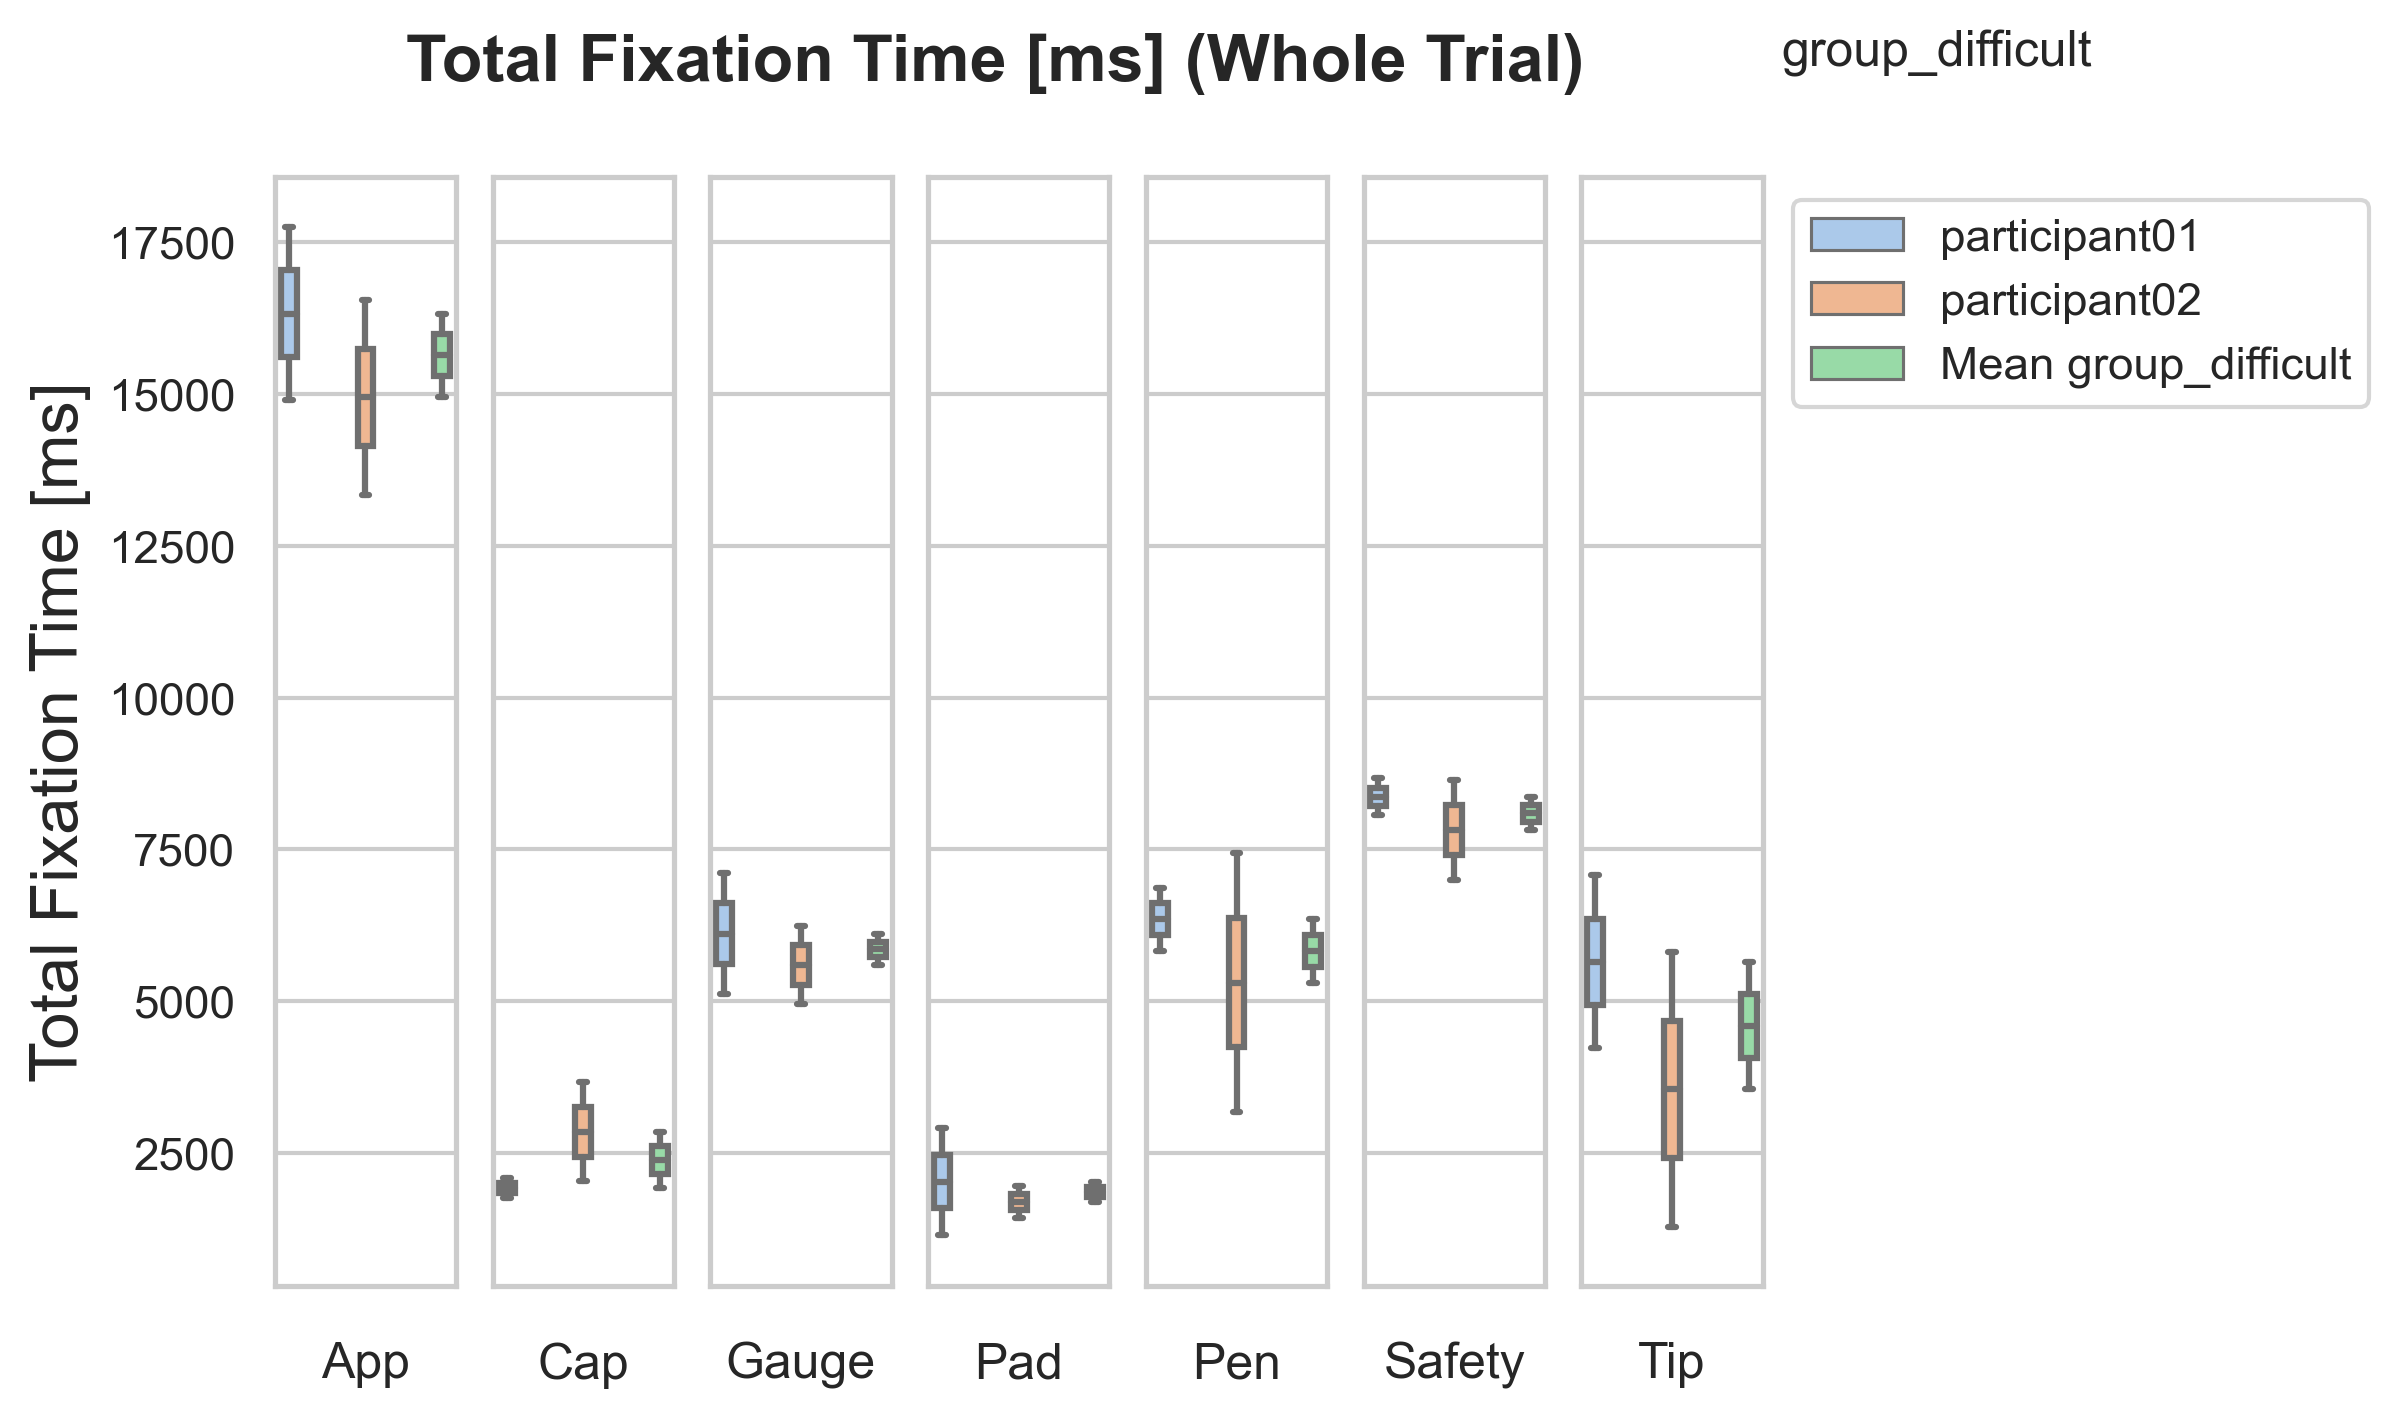 Total Fixation Time [ms] (Whole Trial)
group_difficult
participant01
participant02
Mean group_difficult
Total Fixation Time [ms]
17500
15000
12500
10000
7500
5000
2500
App
Cap
Gauge
Pad
Pen
Safety
Tip